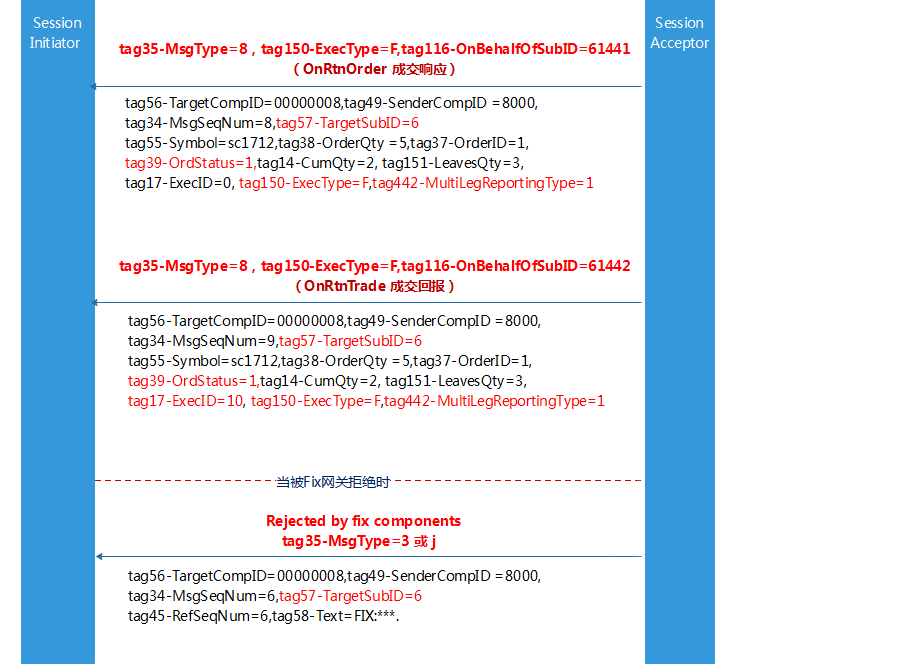 Session
Initiator
Session
Acceptor
tag35-MsgType=8，tag150-ExecType=F,tag116-OnBehalfOfSubID=61441
（OnRtnOrder 成交响应）
tag56-TargetCompID=00000008,tag49-SenderCompID =8000,
tag34-MsgSeqNum=8,tag57-TargetSubID=6
tag55-Symbol=sc1712,tag38-OrderQty =5,tag37-OrderID=1,
tag39-OrdStatus=1,tag14-CumQty=2, tag151-LeavesQty=3,
tag17-ExecID=0, tag150-ExecType=F,tag442-MultiLegReportingType=1
tag35-MsgType=8，tag150-ExecType=F,tag116-OnBehalfOfSubID=61442
（OnRtnTrade 成交回报）
tag56-TargetCompID=00000008,tag49-SenderCompID =8000,
tag34-MsgSeqNum=9,tag57-TargetSubID=6
tag55-Symbol=sc1712,tag38-OrderQty =5,tag37-OrderID=1,
tag39-OrdStatus=1,tag14-CumQty=2, tag151-LeavesQty=3,
tag17-ExecID=10, tag150-ExecType=F,tag442-MultiLegReportingType=1
当被Fix网关拒绝时
Rejected by fix components
tag35-MsgType=3 或 j
tag56-TargetCompID=00000008,tag49-SenderCompID =8000,
tag34-MsgSeqNum=6,tag57-TargetSubID=6
tag45-RefSeqNum=6,tag58-Text=FIX:***.